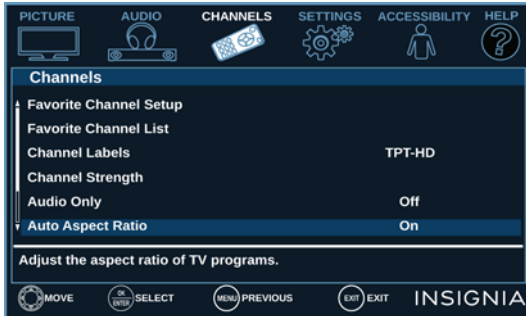 PICTURE AUDIO CHANNELS SETTINGS ACCESSIBILITY HELP
?
Channels
Favorite Channel Setup
Favorite Channel List
Channel Labels TPT-HD
Channel Strength
Audio Only Off
Auto Aspect Ratio On
Adjust the aspect ratio of TV programs.
MOVE OK ENTER SELECT MENU PREVIOUS EXIT EXIT INSIGNIA